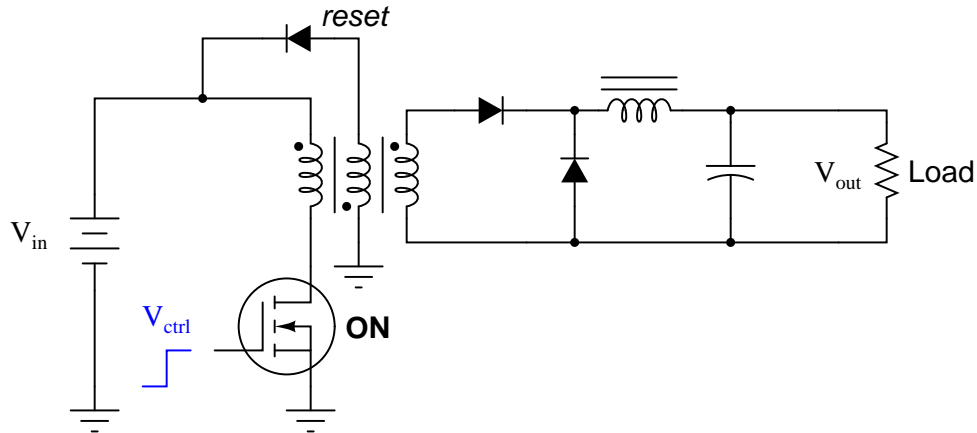 reset
V_in
V_ctrl
ON
V_out
Load